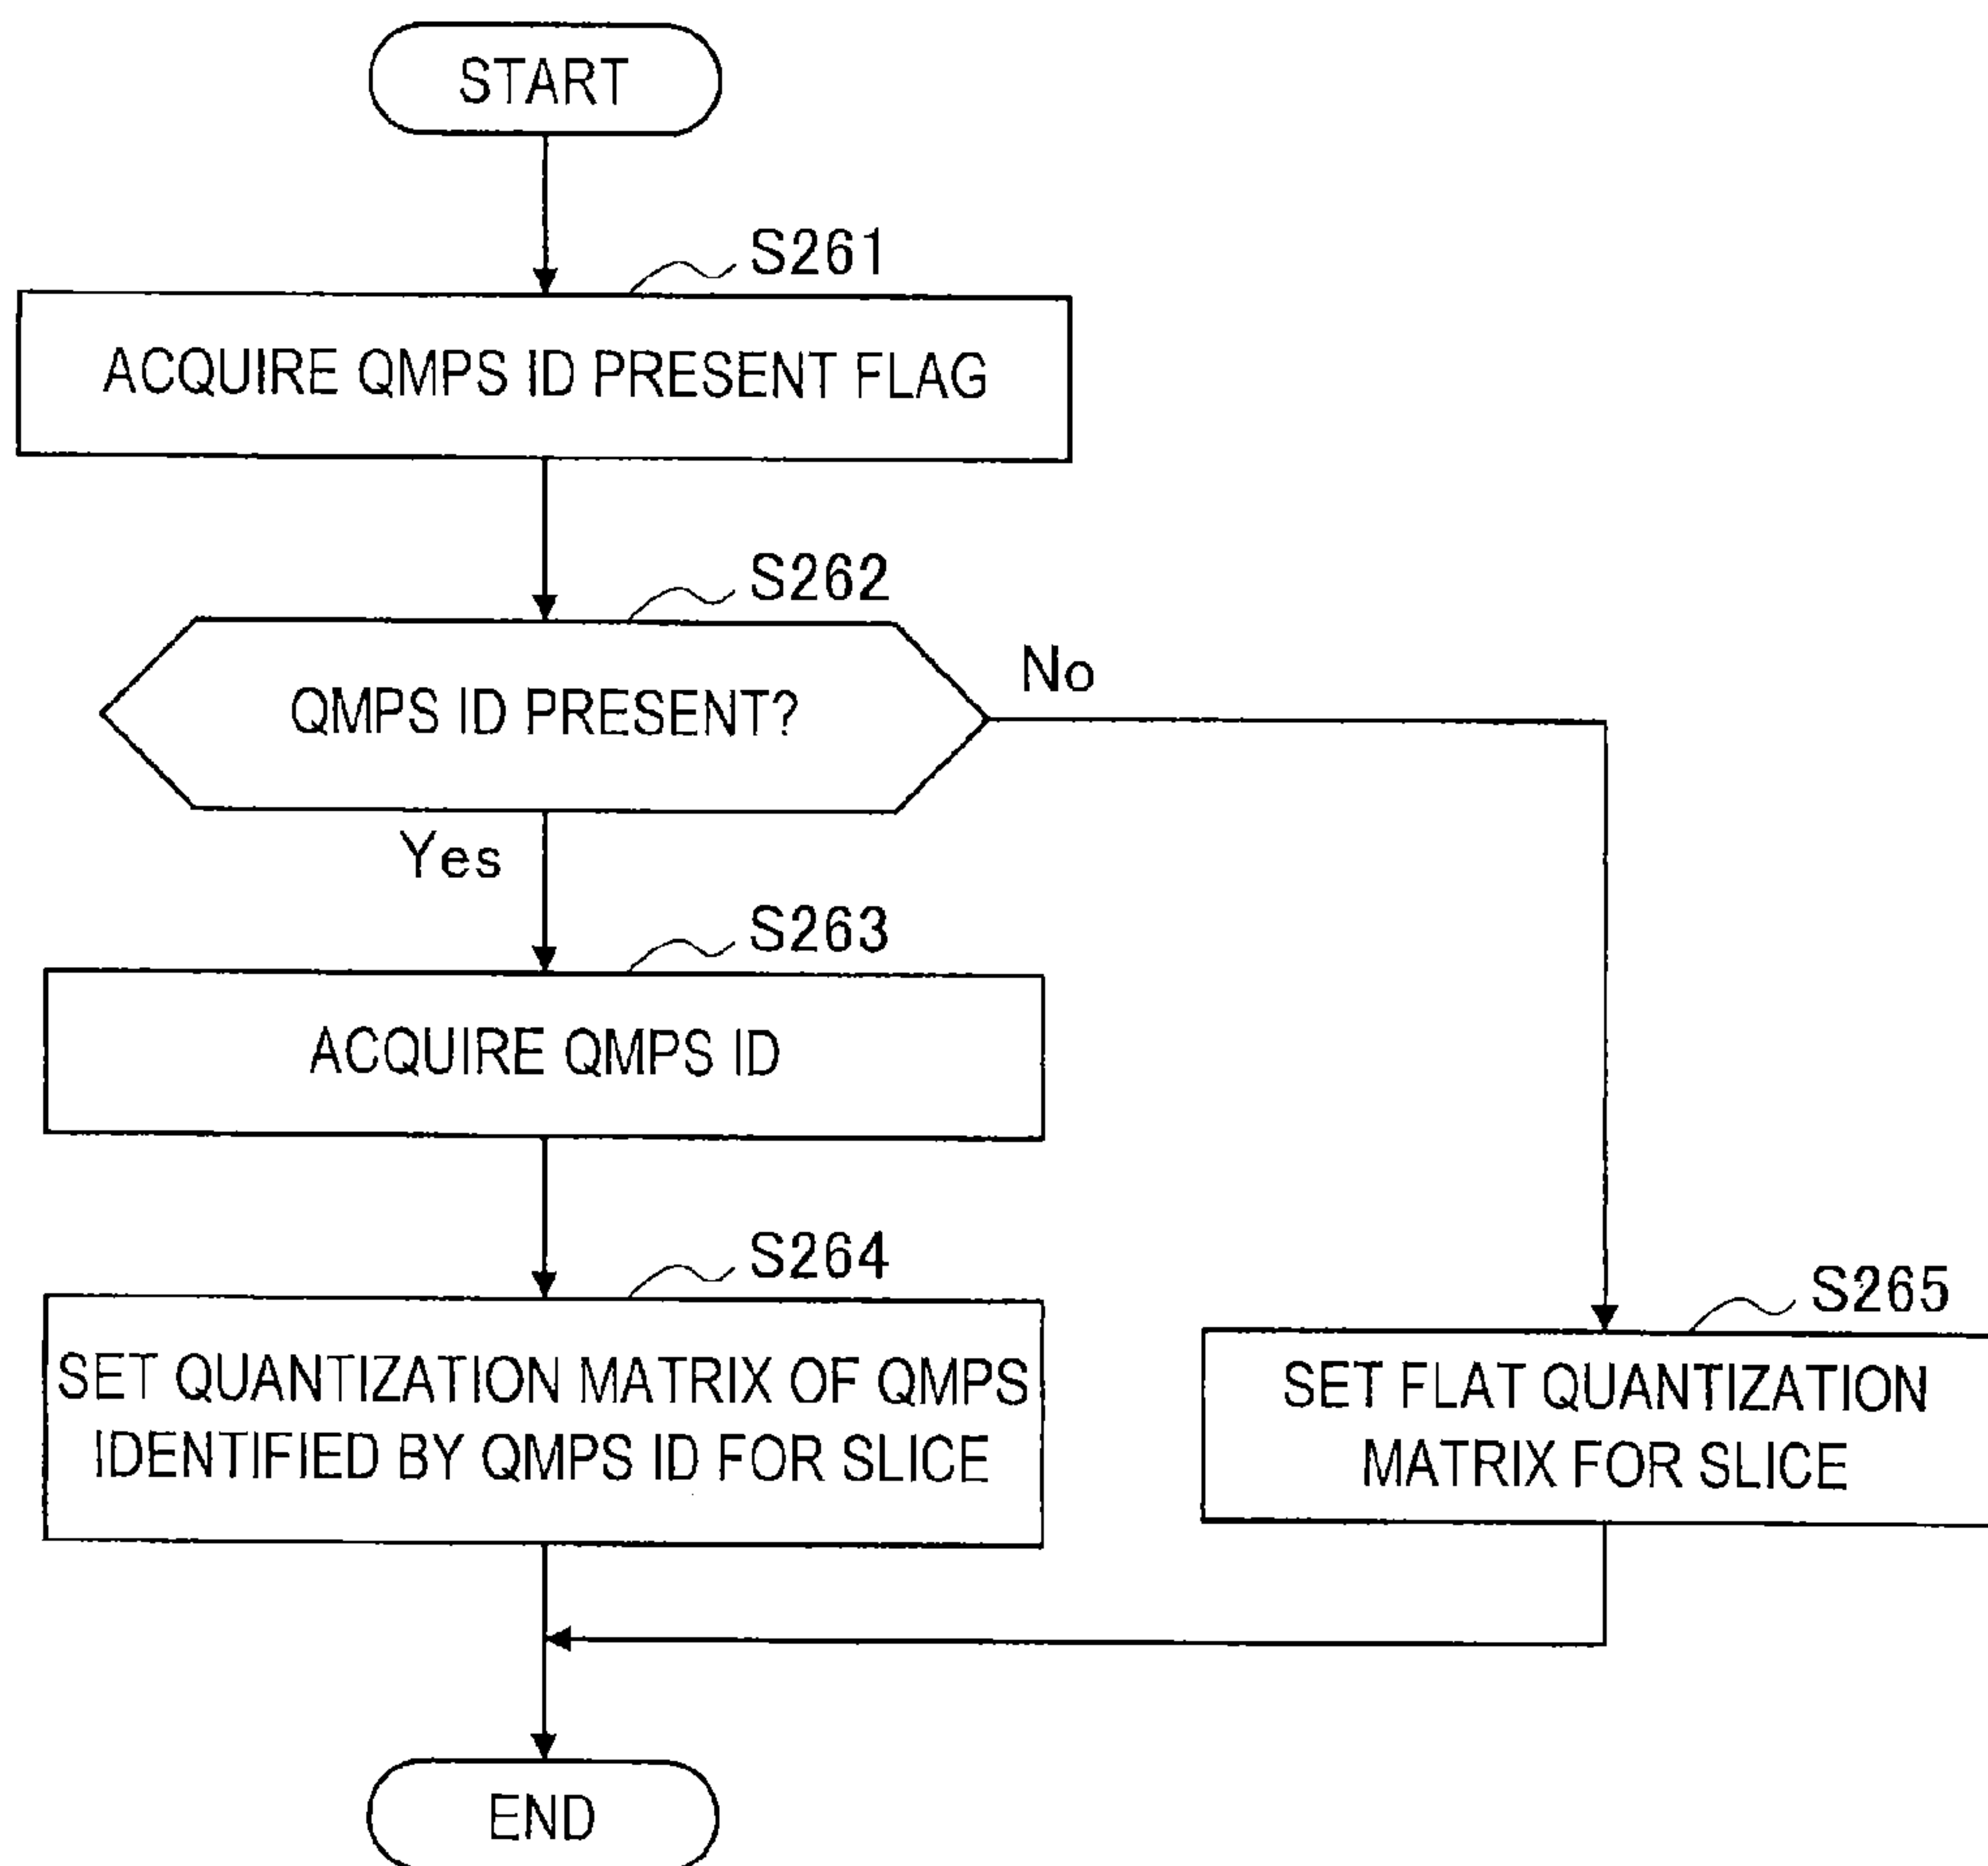 START
S261
ACQUIRE QMPS ID PRESENT FLAG
S262
QMPS ID PRESENT?
No
Yes
S263
ACQUIRE QMPS ID
S264
SET QUANTIZATION MATRIX OF QMPS
IDENTIFIED BY QMPS ID FOR SLICE
S265
SET FLAT QUANTIZATION
MATRIX FOR SLICE
END